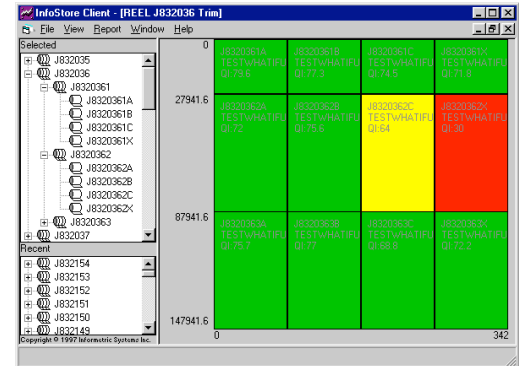 InfoStore Client - [REEL J832036 Trim]
File View Report Window Help
Selected
J832035
J832036
J8320361
J8320361A
J8320361B
J8320361C
J8320361X
J8320362
J8320362A
J8320362B
J8320362C
J8320362X
J8320363
J832037
Recent
J832154
J832153
J832152
J832151
J832150
J832149
Copyright © 1997 Informetric Systems Inc.
0
27941.6
87941.6
147941.6
J8320361A
TESTWHATIFU
QI:79.6
J8320361B
TESTWHATIFU
QI:77.3
J8320361C
TESTWHATIFU
QI:74.5
J8320361X
TESTWHATIFU
QI:71.8
J8320362A
TESTWHATIFU
QI:72
J8320362B
TESTWHATIFU
QI:75.6
J8320362C
TESTWHATIFU
QI:64
J8320362X
TESTWHATIFU
QI:30
J8320363A
TESTWHATIFU
QI:75.7
J8320363B
TESTWHATIFU
QI:77
J8320363C
TESTWHATIFU
QI:68.8
J8320363X
TESTWHATIFU
QI:72.2
0
342